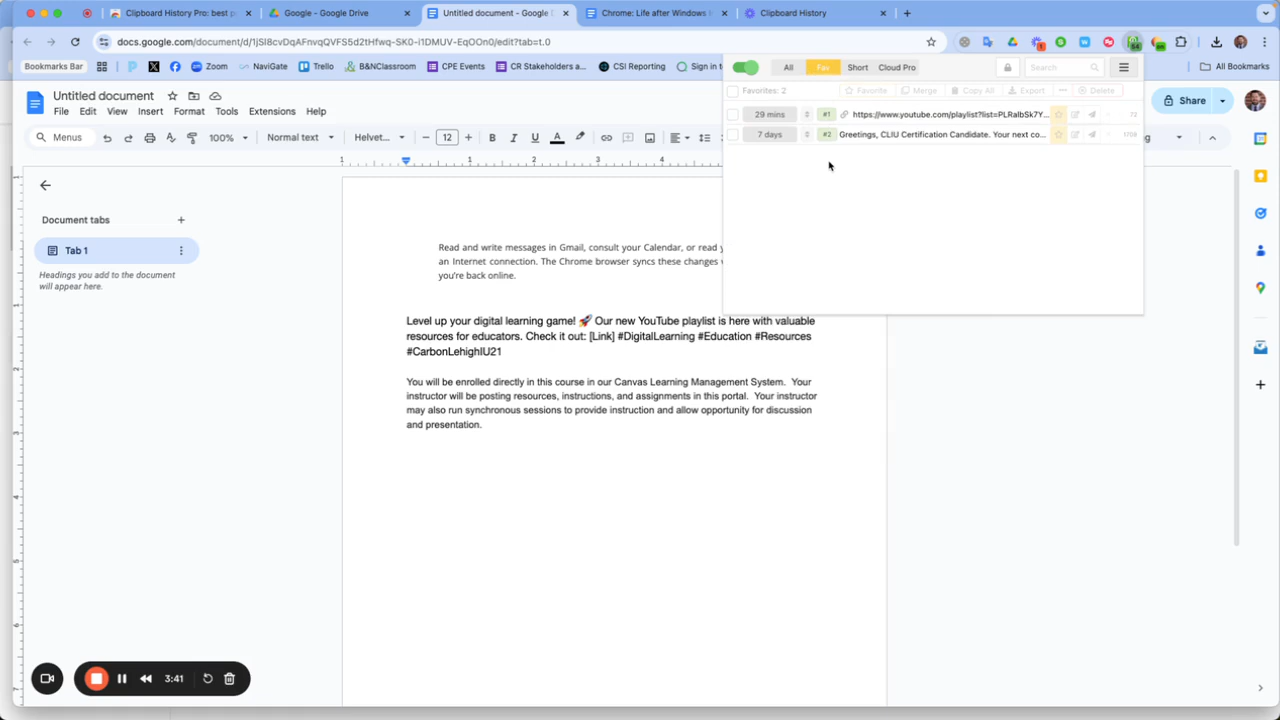 Clipboard History Pro: best p
Google - Google Drive
Untitled document - Google D
Chrome: Life after Windows
Clipboard History
docs.google.com/document/d/1jSI8cvDqAFnvqQVFS5d2tHfwq-SK0-i1DMUV-EqOOn0/edit?tab=t.0
Bookmarks Bar
Zoom
NaviGate
Trello
B&NClassroom
CPE Events
CR Stakeholders a...
CSI Reporting
Sign in t
All Bookmarks
Untitled document
File Edit View Insert Format Tools Extensions Help
Share
Menus
100%
Normal text
Helvet...
12
B I U A
All Fav Short Cloud Pro
Search
Favorites: 2
Favorite Merge Copy All Export Delete
29 mins #1 https://www.youtube.com/playlist?list=PLRalbSk7Y... 72
7 days #2 Greetings, CLIU Certification Candidate. Your next co... 1709
1 1 2 3 4
Document tabs
Tab 1
Headings you add to the document
will appear here.
Read and write messages in Gmail, consult your Calendar, or read y
an Internet connection. The Chrome browser syncs these changes
you're back online.
Level up your digital learning game! 🚀 Our new YouTube playlist is here with valuable
resources for educators. Check it out: [Link] #DigitalLearning #Education #Resources
#CarbonLehighIU21
You will be enrolled directly in this course in our Canvas Learning Management System. Your
instructor will be posting resources, instructions, and assignments in this portal. Your instructor
may also run synchronous sessions to provide instruction and allow opportunity for discussion
and presentation.
3:41